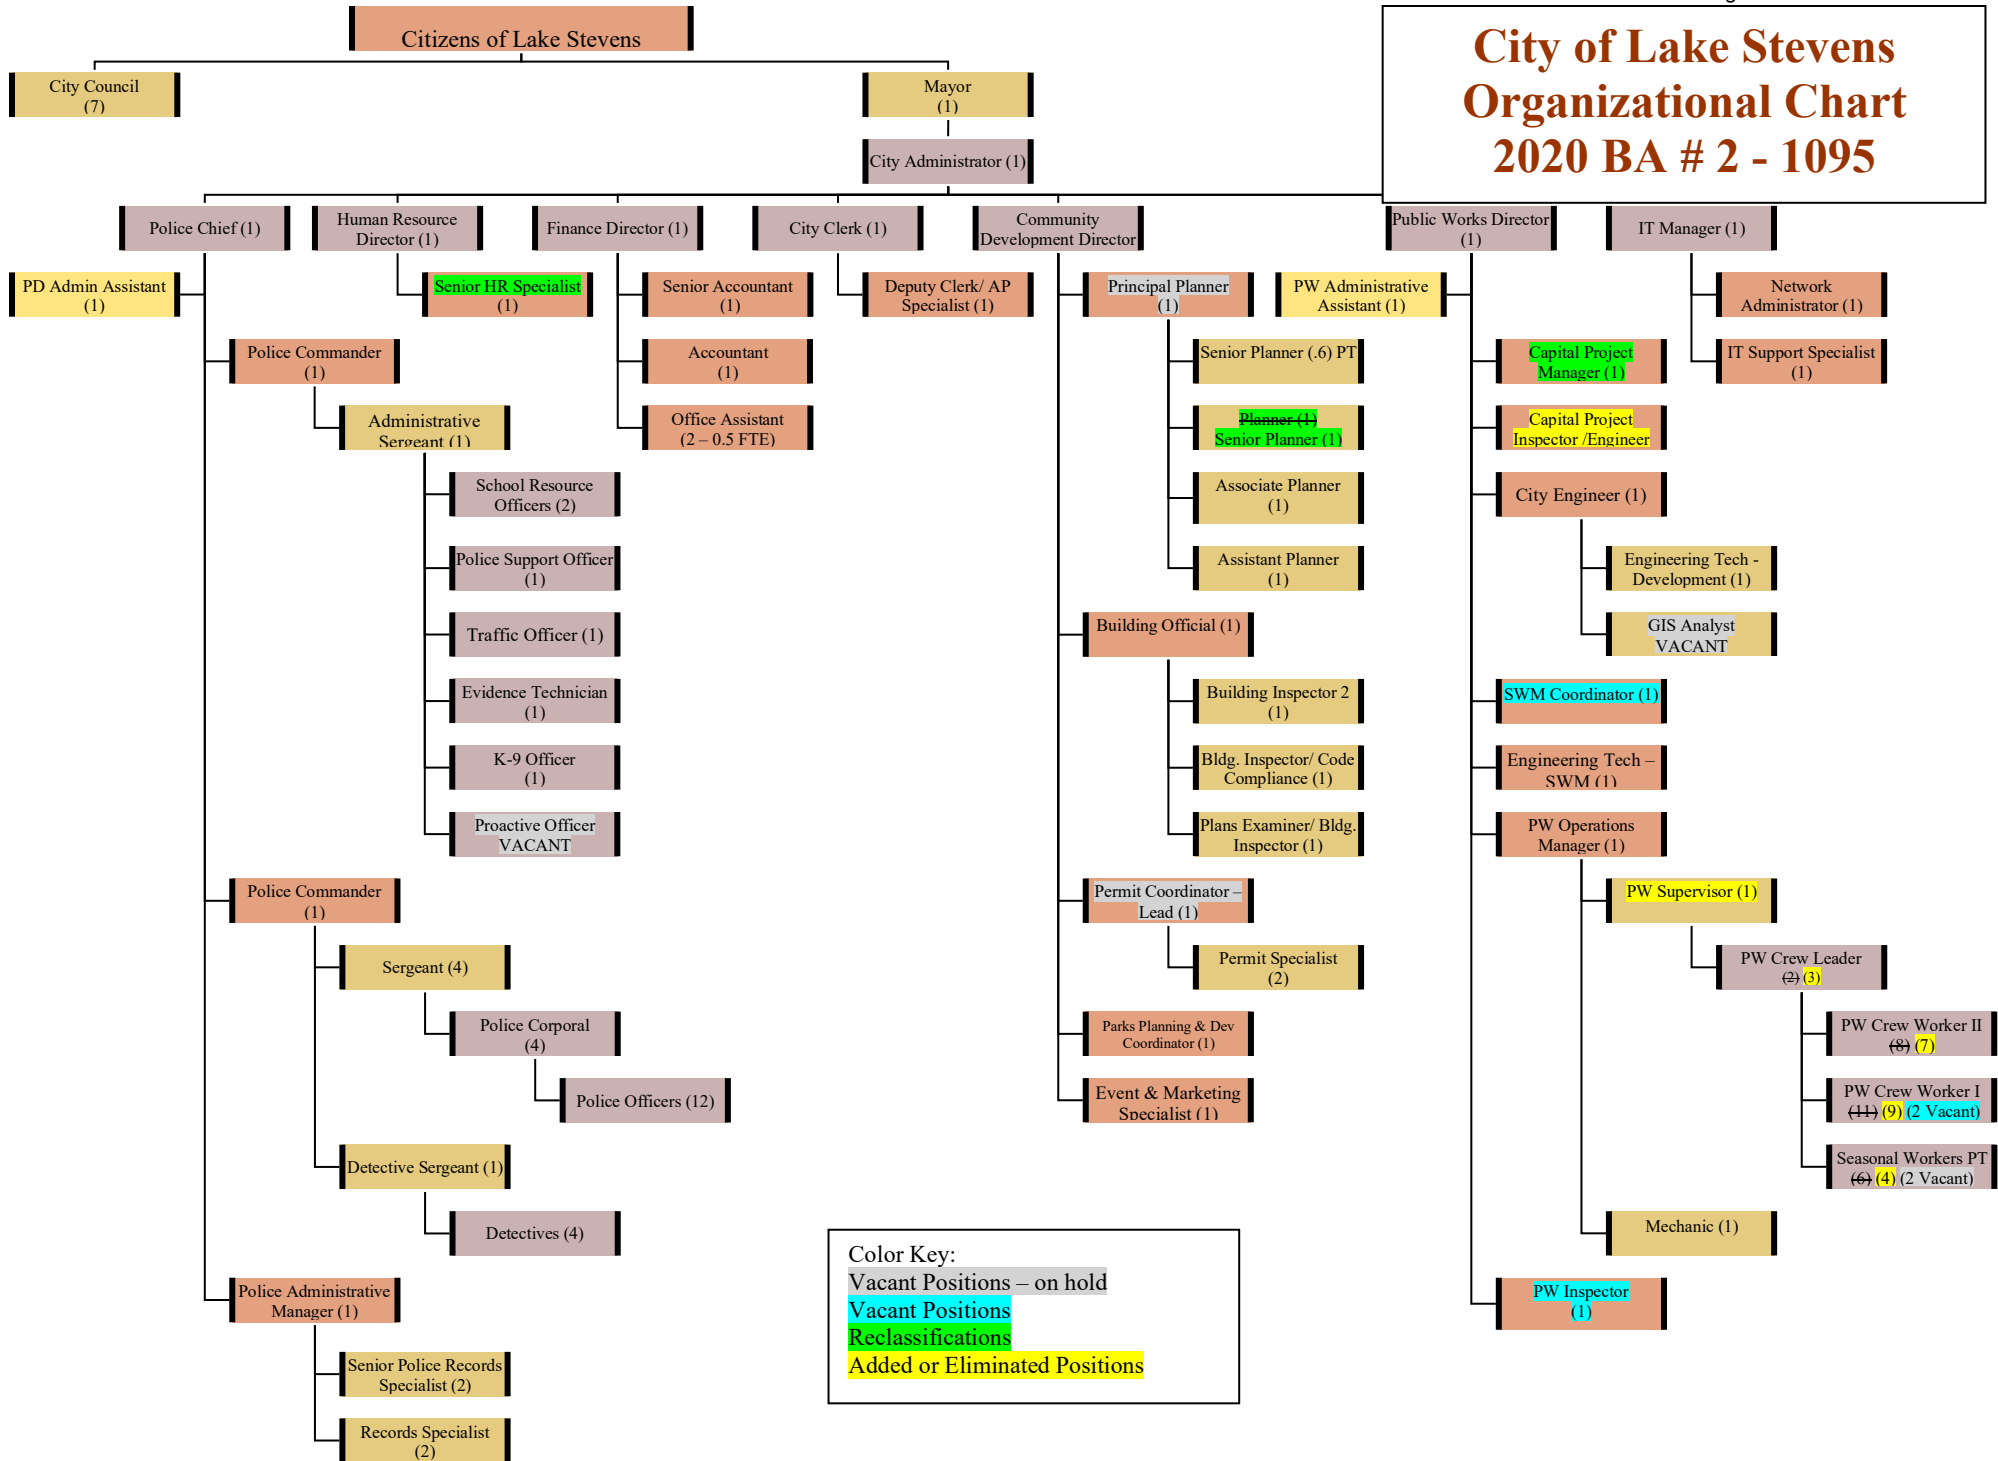 City of Lake Stevens
Organizational Chart
2020 BA # 2 - 1095
Citizens of Lake Stevens
City Council
(7)
Mayor
(1)
City Administrator (1)
Police Chief (1)
Human Resource
Director (1)
Finance Director (1)
City Clerk (1)
Community
Development Director
Public Works Director
(1)
IT Manager (1)
PD Admin Assistant
(1)
Senior HR Specialist
(1)
Senior Accountant
(1)
Deputy Clerk/ AP
Specialist (1)
Principal Planner
(1)
PW Administrative
Assistant (1)
Network
Administrator (1)
Police Commander
(1)
Accountant
(1)
Senior Planner (.6) PT
Capital Project
Manager (1)
IT Support Specialist
(1)
Administrative
Sergeant (1)
Office Assistant
(2 – 0.5 FTE)
Planner (1)
Senior Planner (1)
Capital Project
Inspector /Engineer
School Resource
Officers (2)
Associate Planner
(1)
City Engineer (1)
Police Support Officer
(1)
Assistant Planner
(1)
Engineering Tech -
Development (1)
Traffic Officer (1)
Building Official (1)
GIS Analyst
VACANT
Evidence Technician
(1)
Building Inspector 2
(1)
SWM Coordinator (1)
K-9 Officer
(1)
Bldg. Inspector/ Code
Compliance (1)
Engineering Tech –
SWM (1)
Proactive Officer
VACANT
Plans Examiner/ Bldg.
Inspector (1)
PW Operations
Manager (1)
Police Commander
(1)
Permit Coordinator –
Lead (1)
PW Supervisor (1)
Sergeant (4)
Permit Specialist
(2)
PW Crew Leader
(2) (3)
Police Corporal
(4)
Parks Planning & Dev
Coordinator (1)
PW Crew Worker II
(8) (7)
Police Officers (12)
Event & Marketing
Specialist (1)
PW Crew Worker I
(11) (9) (2 Vacant)
Detective Sergeant (1)
Seasonal Workers PT
(6) (4) (2 Vacant)
Detectives (4)
Mechanic (1)
Police Administrative
Manager (1)
PW Inspector
(1)
Senior Police Records
Specialist (2)
Records Specialist
(2)
Color Key:
Vacant Positions – on hold
Vacant Positions
Reclassifications
Added or Eliminated Positions